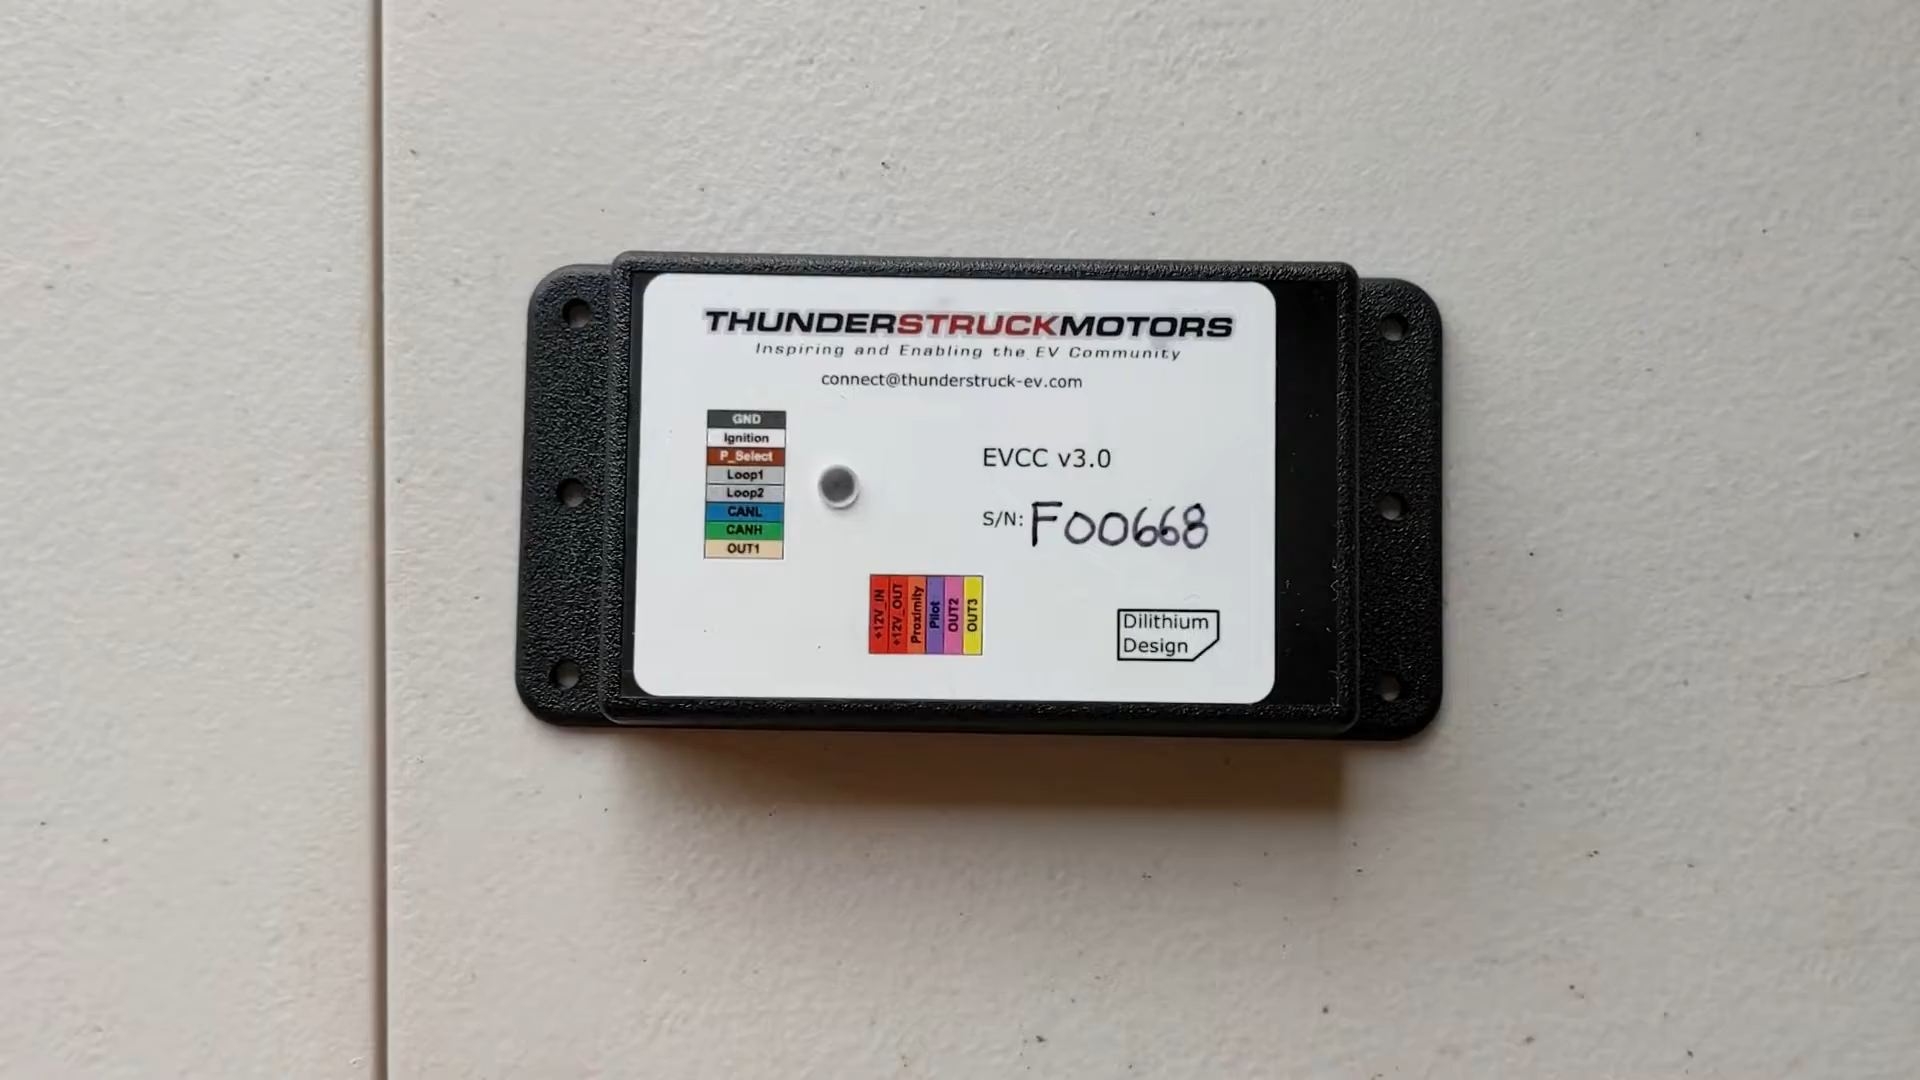 THUNDERSTRUCKMOTORS
Inspiring and Enabling the EV Community
connect@thunderstruck-ev.com
GND
Ignition
P_Select
Loop1
Loop2
CANL
CANH
OUT1
EVCC v3.0
S/N: F00668
+12V_IN
+12V_OUT
Proximity
Pilot
OUT2
OUT3
Dilithium
Design